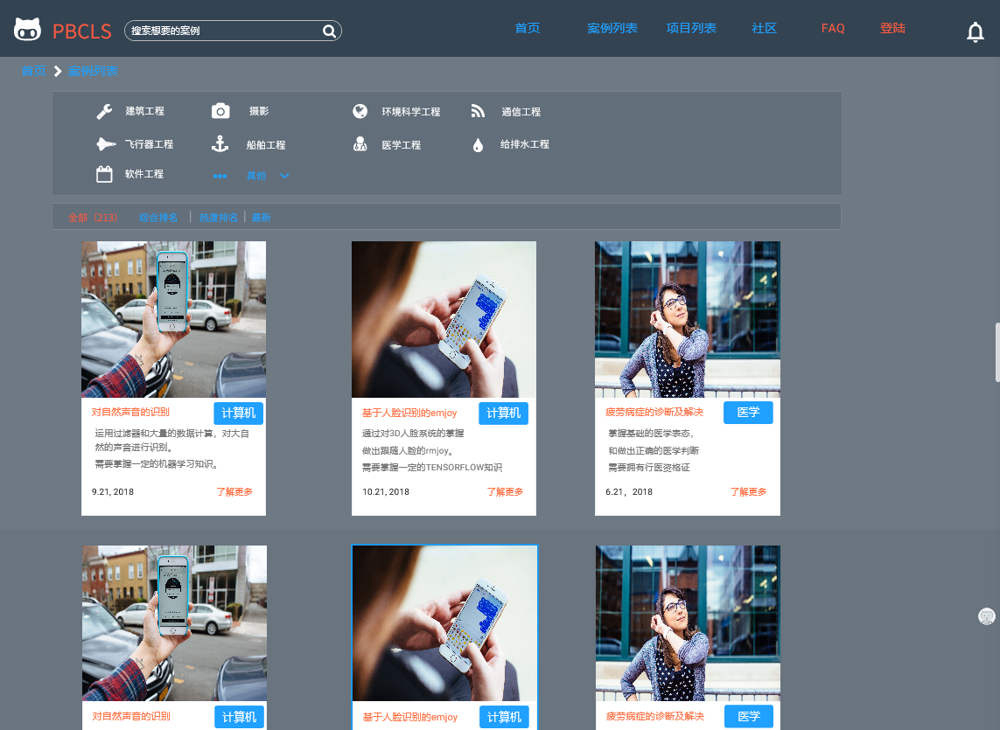 PBCLS
搜索想要的案例
首页
案例列表
项目列表
社区
FAQ
登陆
首页
案例列表
建筑工程
摄影
环境科学工程
通信工程
飞行器工程
船舶工程
医学工程
给排水工程
软件工程
其他
全部（213）
综合排名
热度排名
最新
对自然声音的识别
计算机
运用过滤器和大量的数据计算，对大自
然的声音进行识别。
需要掌握一定的机器学习知识。
9.21, 2018
了解更多
基于人脸识别的emjoy
计算机
通过对3D人脸系统的掌握
做出跟随人脸的rmjoy。
需要掌握一定的TENSORFLOW知识
10.21, 2018
了解更多
疲劳病症的诊断及解决
医学
掌握基础的医学表态，
和做出正确的医学判断
需要拥有行医资格证
6.21，2018
了解更多
对自然声音的识别
计算机
基于人脸识别的emjoy
计算机
疲劳病症的诊断及解决
医学